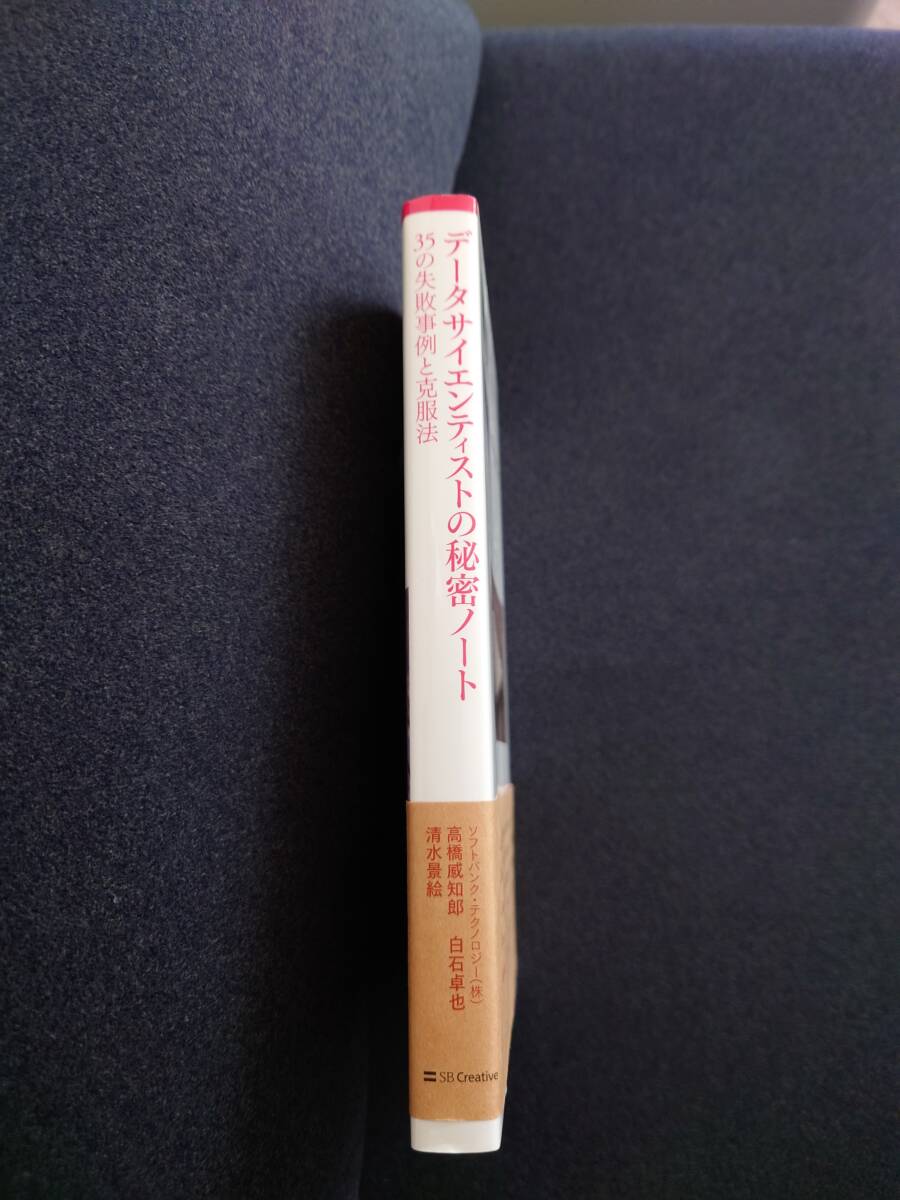 データサイエンティストの秘密ノート
35の失敗事例と克服法
ソフトバンク・テクノロジー(株)
高橋威知郎 白石卓也
清水景絵
SB Creative